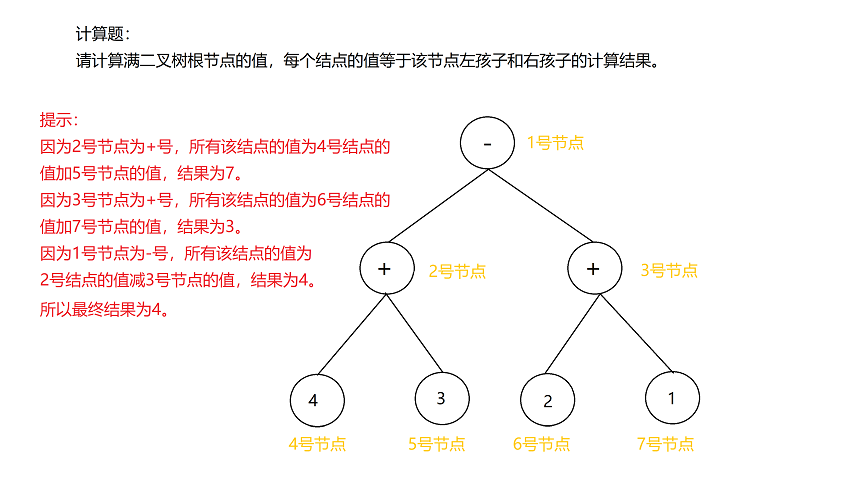 计算题：
请计算满二叉树根节点的值，每个结点的值等于该节点左孩子和右孩子的计算结果。
提示：
因为2号节点为+号，所有该结点的值为4号结点的
值加5号节点的值，结果为7。
因为3号节点为+号，所有该结点的值为6号结点的
值加7号节点的值，结果为3。
因为1号节点为-号，所有该结点的值为
2号结点的值减3号节点的值，结果为4。
所以最终结果为4。
- 1号节点
+ 2号节点 + 3号节点
4 3 2 1
4号节点 5号节点 6号节点 7号节点